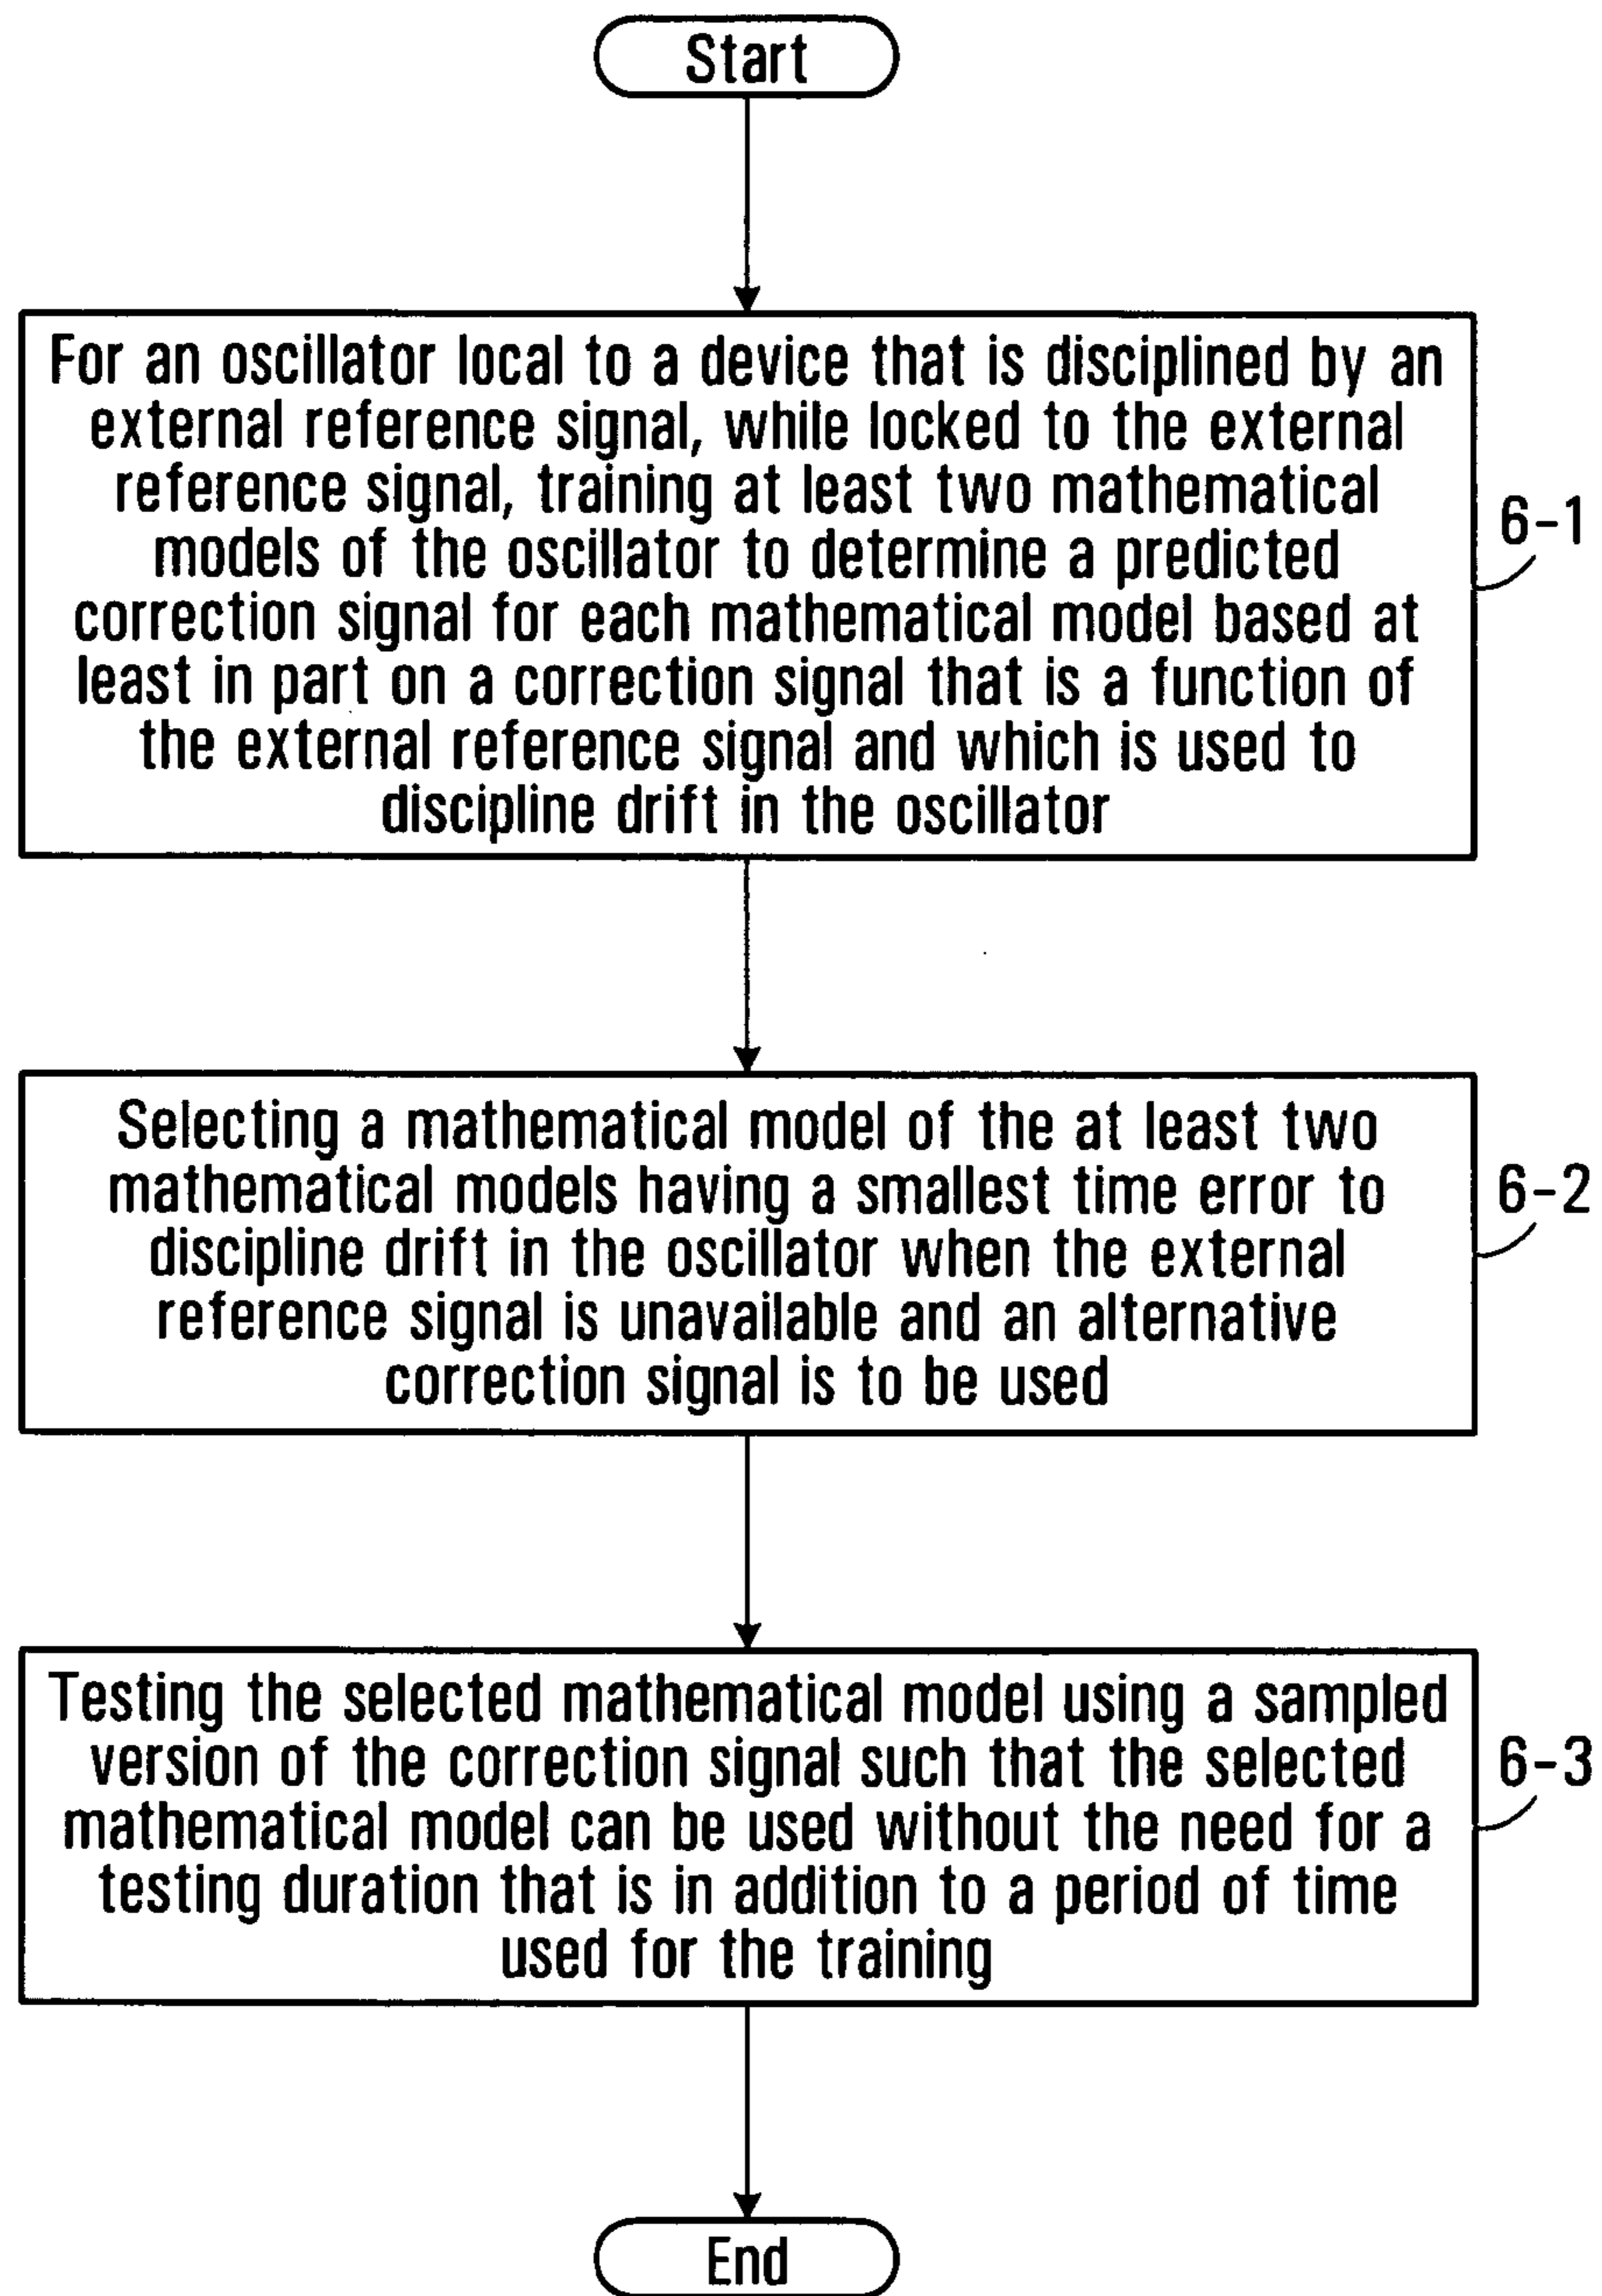 Start
For an oscillator local to a device that is disciplined by an
external reference signal, while locked to the external
reference signal, training at least two mathematical
models of the oscillator to determine a predicted
correction signal for each mathematical model based at
least in part on a correction signal that is a function of
the external reference signal and which is used to
discipline drift in the oscillator
6-1
Selecting a mathematical model of the at least two
mathematical models having a smallest time error to
discipline drift in the oscillator when the external
reference signal is unavailable and an alternative
correction signal is to be used
6-2
Testing the selected mathematical model using a sampled
version of the correction signal such that the selected
mathematical model can be used without the need for a
testing duration that is in addition to a period of time
used for the training
6-3
End